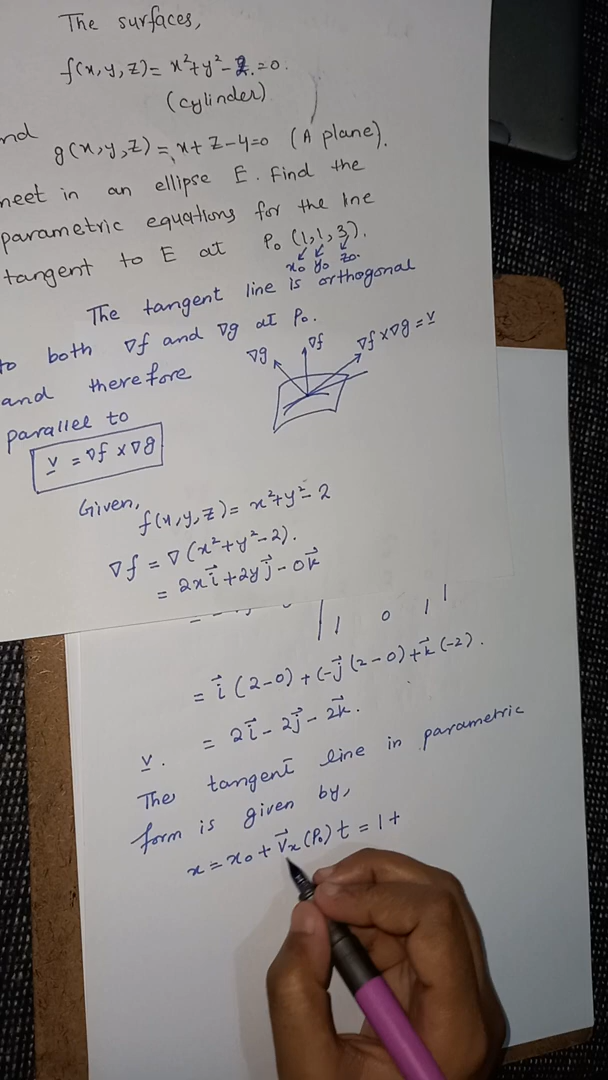 The surfaces,
f(x,y,z) = x²+y²-2.=0.
(cylinder)
nd
g(x,y,z) = x+z-4=0 (A plane).
neet in an ellipse E. Find the
parametric equations for the line
tangent to E at P₀ (1,1,3).
x₀ y₀ z₀.
The tangent line is orthogonal
to both ∇f and ∇g at P₀.
∇g ∇f ∇f×∇g = v
and therefore
parallel to
v = ∇f × ∇g
Given,
f(x,y,z) = x²+y²-2
∇f = ∇(x²+y²-2).
= 2x i⃗ + 2y j⃗ - 0k⃗
1 0 1
= i⃗ (2-0) + (-j⃗ (2-0) + k⃗ (-2).
v. = 2i⃗ - 2j⃗ - 2k⃗.
The tangent line in parametric
form is given by,
x = x₀ + v⃗ₓ (P₀) t = 1+